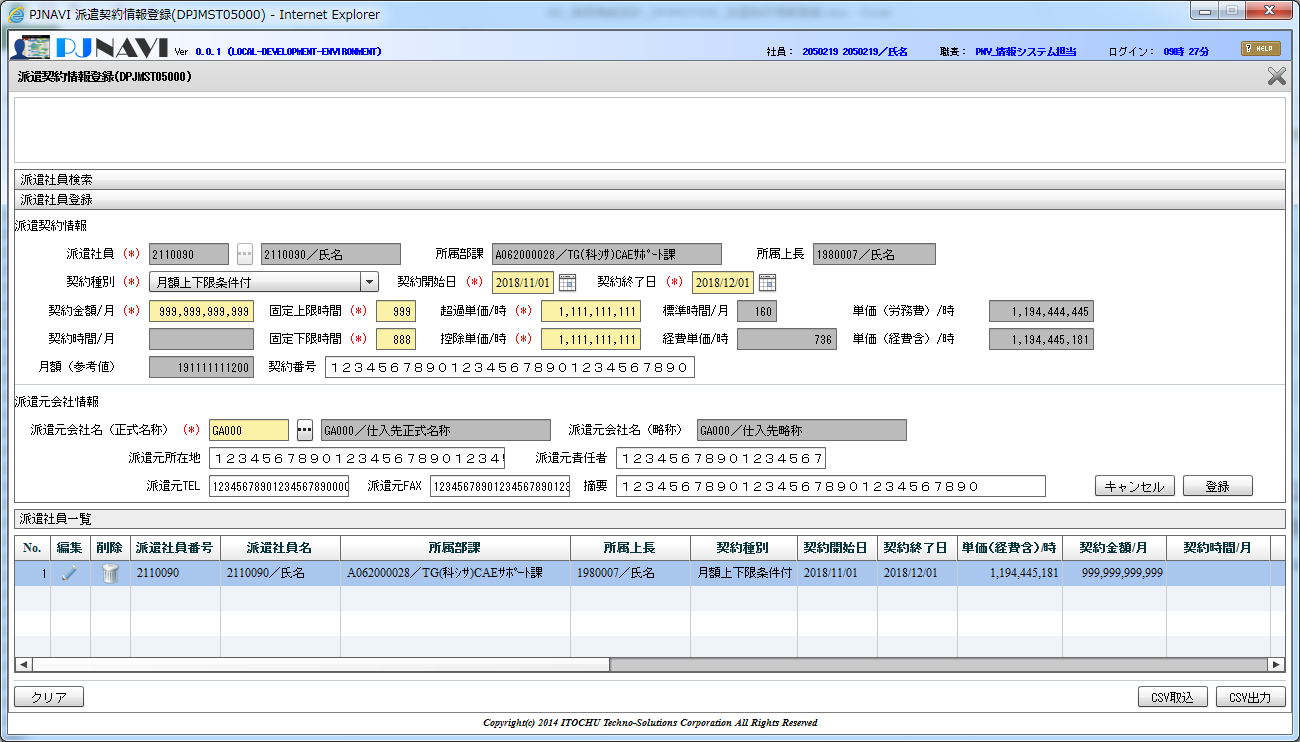 PJNAVI 派遣契約情報登録(DPJMST05000) - Internet Explorer
PJNAVI Ver 0.0.1 (LOCAL-DEVELOPMENT-ENVIRONMENT) 社員： 2050219 2050219／氏名 職責： PNV_情報システム担当 ログイン： 09時 27分 ? HELP
派遣契約情報登録(DPJMST05000)
派遣社員検索
派遣社員登録
派遣契約情報
派遣社員 (*) 2110090 ... 2110090／氏名 所属部課 A062000028／TG(科ｼｻ)CAEｻﾎﾟｰﾄ課 所属上長 1980007／氏名
契約種別 (*) 月額上下限条件付 契約開始日 (*) 2018/11/01 契約終了日 (*) 2018/12/01
契約金額/月 (*) 999,999,999,999 固定上限時間 (*) 999 超過単価/時 (*) 1,111,111,111 標準時間/月 160 単価（労務費）/時 1,194,444,445
契約時間/月 固定下限時間 (*) 888 控除単価/時 (*) 1,111,111,111 経費単価/時 736 単価（経費含）/時 1,194,445,181
月額（参考値） 191111111200 契約番号 １２３４５６７８９０１２３４５６７８９０１２３４５６７８９０
派遣元会社情報
派遣元会社名（正式名称） (*) GA000 ... GA000／仕入先正式名称 派遣元会社名（略称） GA000／仕入先略称
派遣元所在地 １２３４５６７８９０１２３４５６７８９０１２３４ 派遣元責任者 １２３４５６７８９０１２３４５６７
派遣元TEL 12345678901234567890000 派遣元FAX 12345678901234567890123 摘要 １２３４５６７８９０１２３４５６７８９０１２３４５６７８９０ キャンセル 登録
派遣社員一覧
No. 編集 削除 派遣社員番号 派遣社員名 所属部課 所属上長 契約種別 契約開始日 契約終了日 単価(経費含)/時 契約金額/月 契約時間/月
1 2110090 2110090／氏名 A062000028／TG(科ｼｻ)CAEｻﾎﾟｰﾄ課 1980007／氏名 月額上下限条件付 2018/11/01 2018/12/01 1,194,445,181 999,999,999,999
クリア CSV取込 CSV出力
Copyright(c) 2014 ITOCHU Techno-Solutions Corporation All Rights Reserved